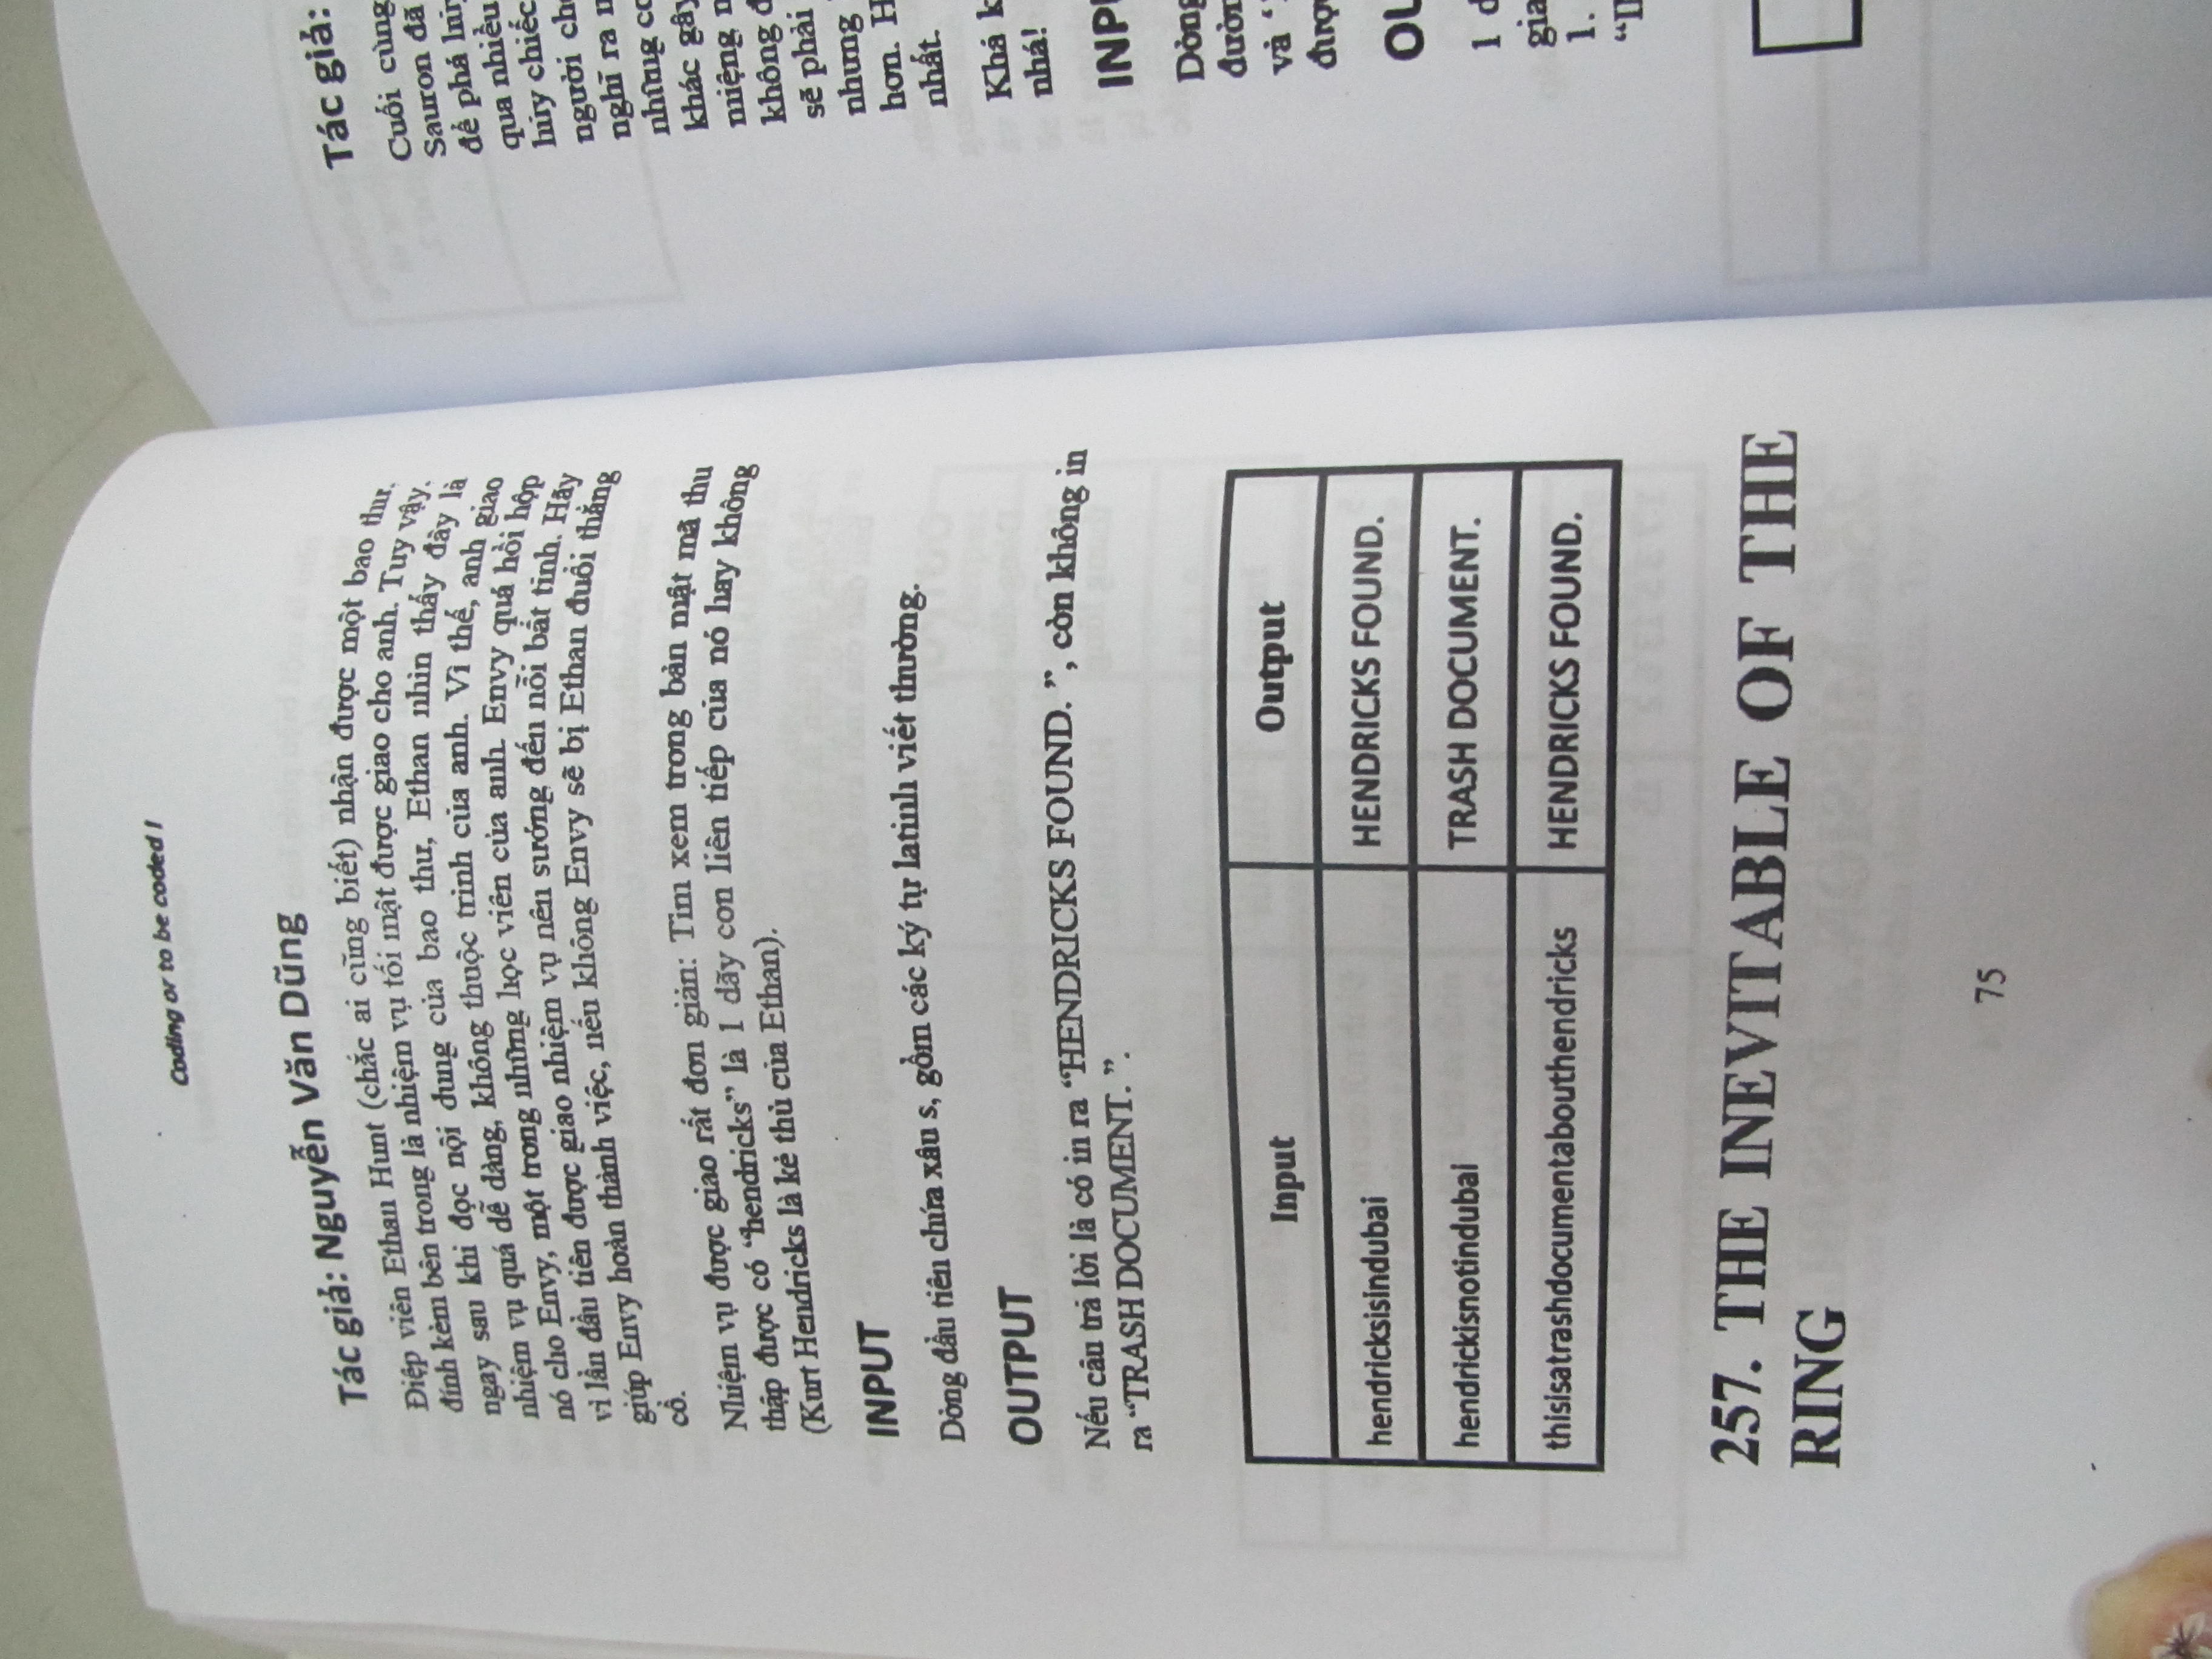 Coding or to be coded !
Tác giả: Nguyễn Văn Dũng
Điệp viên Ethan Hunt (chắc ai cũng biết) nhận được một bao thư,
đính kèm bên trong là nhiệm vụ tối mật được giao cho anh. Tuy vậy,
ngay sau khi đọc nội dung của bao thư, Ethan nhìn thấy đây là
nhiệm vụ quá dễ dàng, không thuộc trình của anh. Vì thế, anh giao
nó cho Envy, một trong những học viên của anh. Envy quá hồi hộp
vì lần đầu tiên được giao nhiệm vụ nên sướng đến nỗi bất tỉnh. Hãy
giúp Envy hoàn thành việc, nếu không Envy sẽ bị Ethan đuổi thẳng
cổ.
Nhiệm vụ được giao rất đơn giản: Tìm xem trong bản mật mã thu
thập được có “hendricks” là 1 dãy con liên tiếp của nó hay không
(Kurt Hendricks là kẻ thù của Ethan).
INPUT
Dòng đầu tiên chứa xâu s, gồm các ký tự latinh viết thường.
OUTPUT
Nếu câu trả lời là có in ra “HENDRICKS FOUND. ”, còn không in
ra “TRASH DOCUMENT. ”.
Input Output
hendricksisindubai HENDRICKS FOUND.
hendrickisnotindubai TRASH DOCUMENT.
thisisatrashdocumentabouthendricks HENDRICKS FOUND.
257. THE INEVITABLE OF THE
RING
75
Tác giả:
Cuối cùng
Sauron đã
để phá
qua nhiều
hủy chiếc
người
nghĩ ra
những
khác gây
miệng
không
sẽ phải
nhưng
hơn.
nhất.
Khá
nhá!
Dòng
và
1
1.